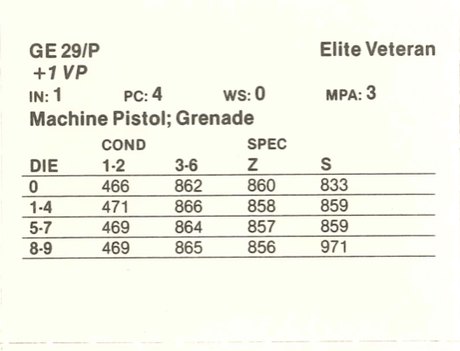 GE 29/P Elite Veteran
+1 VP
IN: 1 PC: 4 WS: 0 MPA: 3
Machine Pistol; Grenade
COND SPEC
DIE 1-2 3-6 Z S
0 466 862 860 833
1-4 471 866 858 859
5-7 469 864 857 859
8-9 469 865 856 971